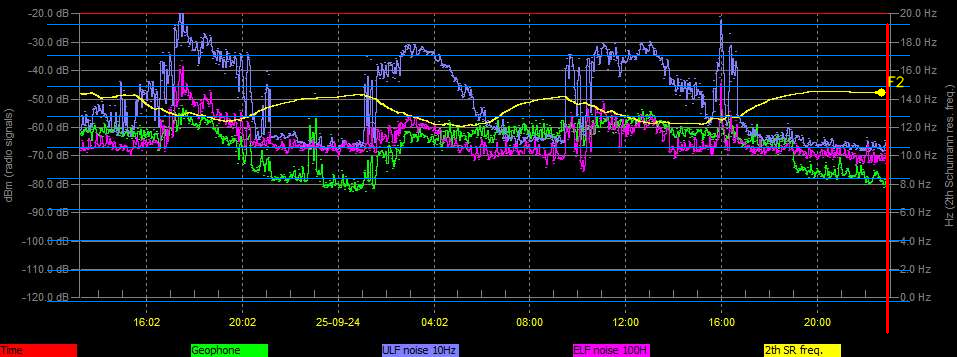 -20.0 dB 20.0 Hz
-30.0 dB 18.0 Hz
-40.0 dB 16.0 Hz
F2
-50.0 dB 14.0 Hz
-60.0 dB 12.0 Hz
-70.0 dB 10.0 Hz
-80.0 dB 8.0 Hz
-90.0 dB 6.0 Hz
-100.0 dB 4.0 Hz
-110.0 dB 2.0 Hz
-120.0 dB 0.0 Hz
dBm (radio signals)
Hz (2th Schumann res. freq.)
16:02 20:02 25-09-24 04:02 08:00 12:00 16:00 20:00
Time Geophone ULF noise 10Hz ELF noise 100H 2th SR freq.